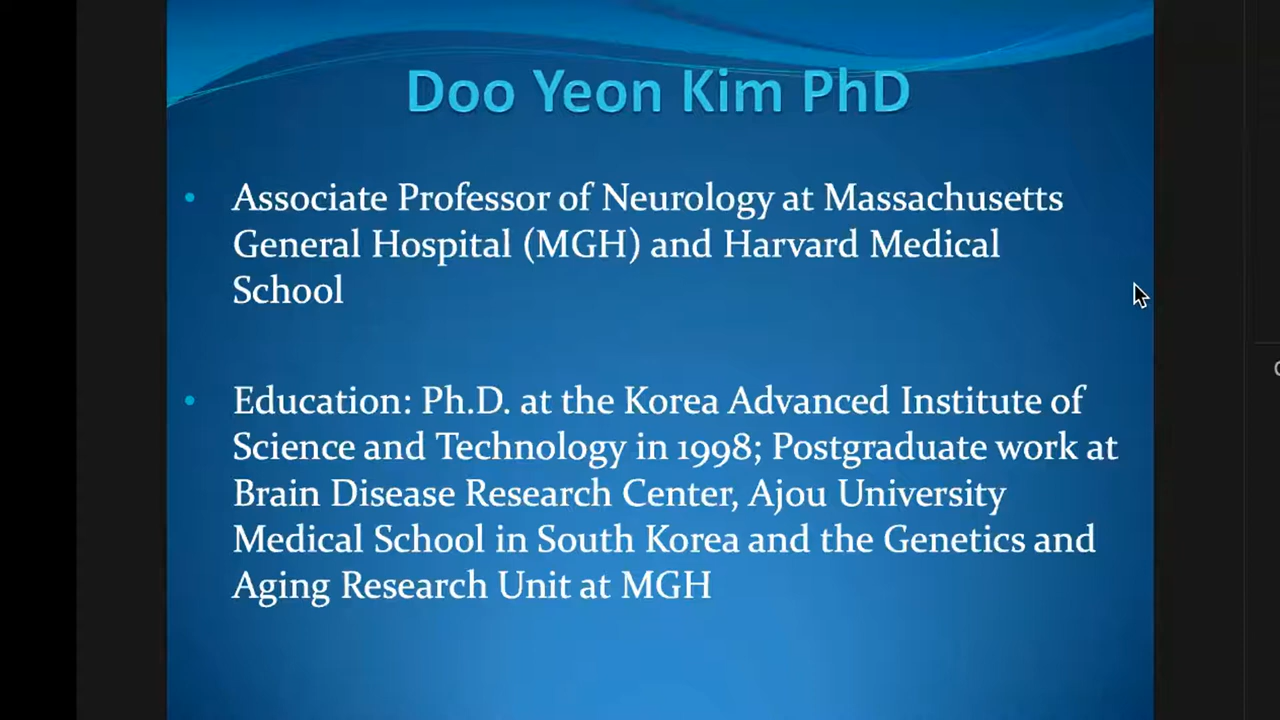 Doo Yeon Kim PhD
• Associate Professor of Neurology at Massachusetts
General Hospital (MGH) and Harvard Medical
School
• Education: Ph.D. at the Korea Advanced Institute of
Science and Technology in 1998; Postgraduate work at
Brain Disease Research Center, Ajou University
Medical School in South Korea and the Genetics and
Aging Research Unit at MGH